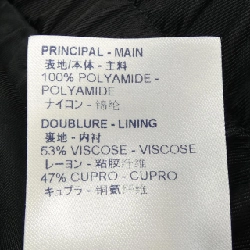 PRINCIPAL - MAIN
表地/本体 - 主料
100% POLYAMIDE -
POLYAMIDE
ナイロン - 锦纶
DOUBLURE - LINING
裏地 - 内衬
53% VISCOSE - VISCOSE
レーヨン - 粘胶纤维
47% CUPRO - CUPRO
キュプラ - 铜氨纤维